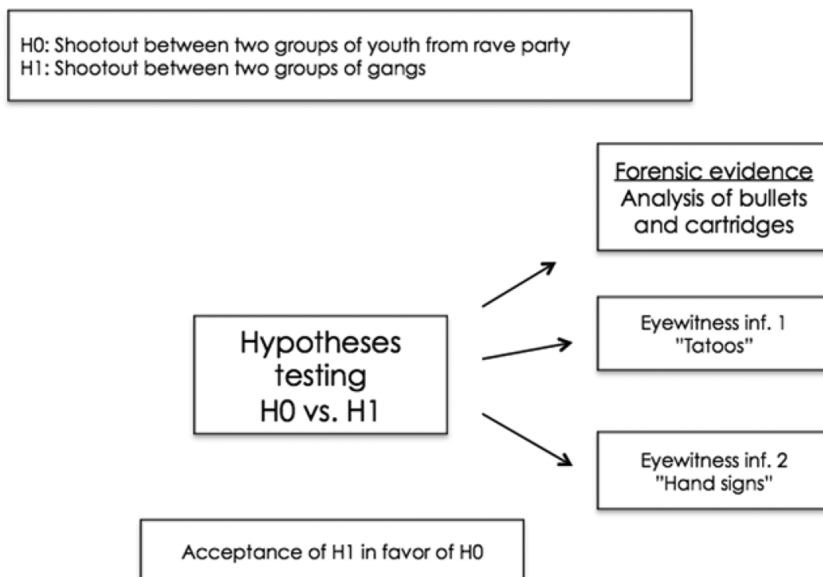 H0: Shootout between two groups of youth from rave party
H1: Shootout between two groups of gangs
Forensic evidence
Analysis of bullets
and cartridges
Hypotheses
testing
H0 vs. H1
Eyewitness inf. 1
"Tatoos"
Eyewitness inf. 2
"Hand signs"
Acceptance of H1 in favor of H0